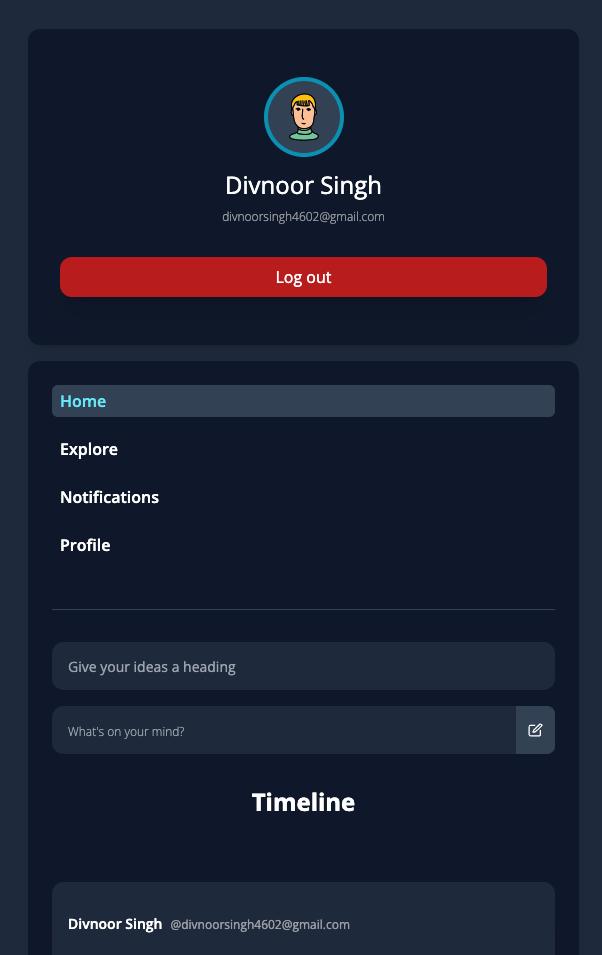 Divnoor Singh
divnoorsingh4602@gmail.com
Log out
Home
Explore
Notifications
Profile
Give your ideas a heading
What's on your mind?
Timeline
Divnoor Singh @divnoorsingh4602@gmail.com